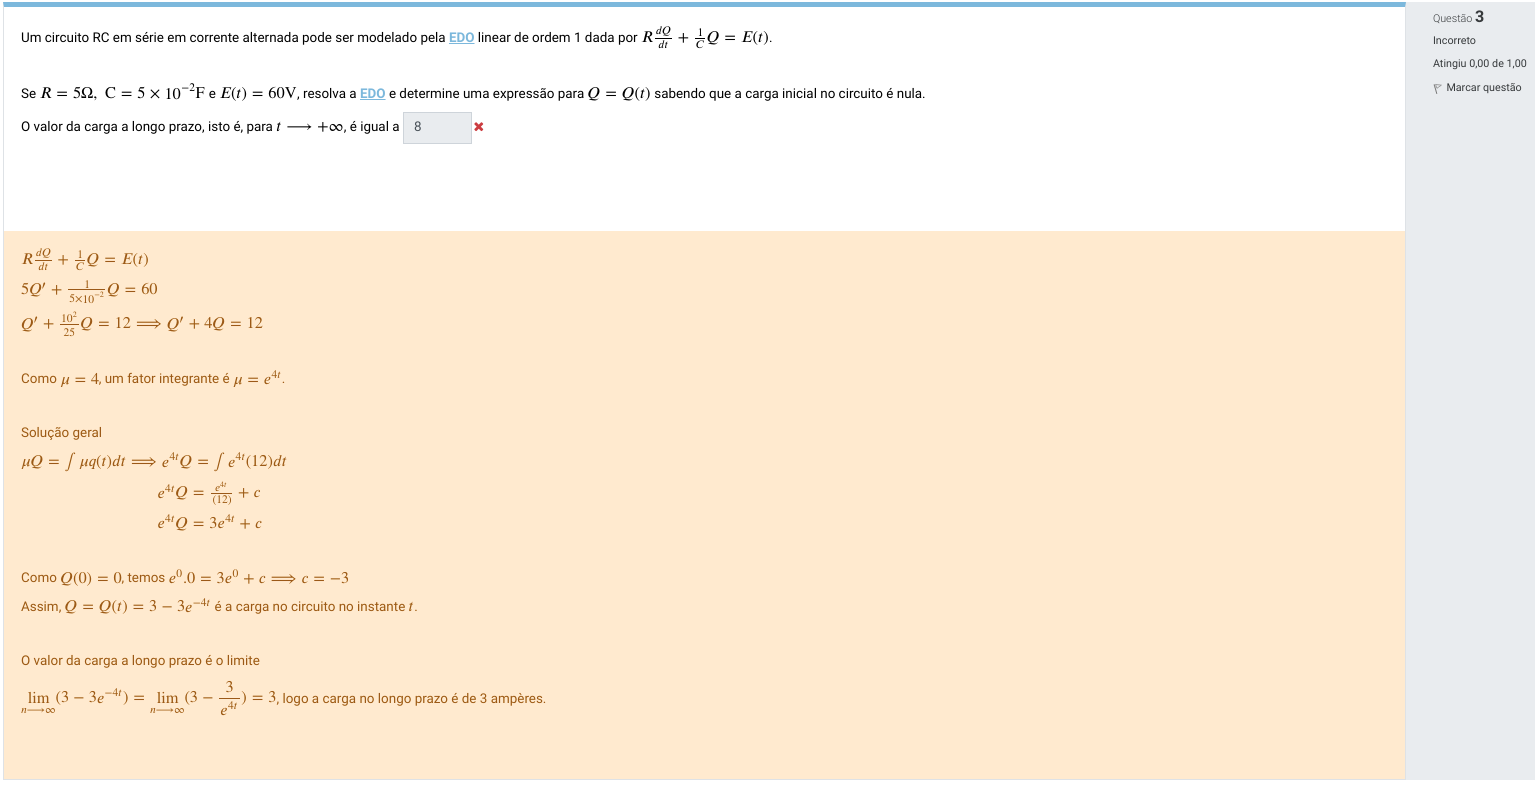 Um circuito RC em série em corrente alternada pode ser modelado pela EDO linear de ordem 1 dada por $R\frac{dQ}{dt} + \frac{1}{C}Q = E(t)$.
Se $R = 5\Omega,\ \mathrm{C} = 5 \times 10^{-2}\mathrm{F}$ e $E(t) = 60\mathrm{V}$, resolva a EDO e determine uma expressão para $Q = Q(t)$ sabendo que a carga inicial no circuito é nula.
O valor da carga a longo prazo, isto é, para $t \longrightarrow +\infty$, é igual a 8 ✖
Questão 3
Incorreto
Atingiu 0,00 de 1,00
Marcar questão
$R\frac{dQ}{dt} + \frac{1}{C}Q = E(t)$
$5Q' + \frac{1}{5\times 10^{-2}}Q = 60$
$Q' + \frac{10^2}{25}Q = 12 \Longrightarrow Q' + 4Q = 12$
Como $\mu = 4$, um fator integrante é $\mu = e^{4t}$.
Solução geral
$\mu Q = \int \mu q(t)dt \Longrightarrow e^{4t}Q = \int e^{4t}(12)dt$
$e^{4t}Q = \frac{e^{4t}}{(12)} + c$
$e^{4t}Q = 3e^{4t} + c$
Como $Q(0) = 0$, temos $e^0.0 = 3e^0 + c \Longrightarrow c = -3$
Assim, $Q = Q(t) = 3 - 3e^{-4t}$ é a carga no circuito no instante $t$.
O valor da carga a longo prazo é o limite
$\lim_{n \longrightarrow \infty}(3 - 3e^{-4t}) = \lim_{n \longrightarrow \infty}(3 - \frac{3}{e^{4t}}) = 3$, logo a carga no longo prazo é de 3 ampères.